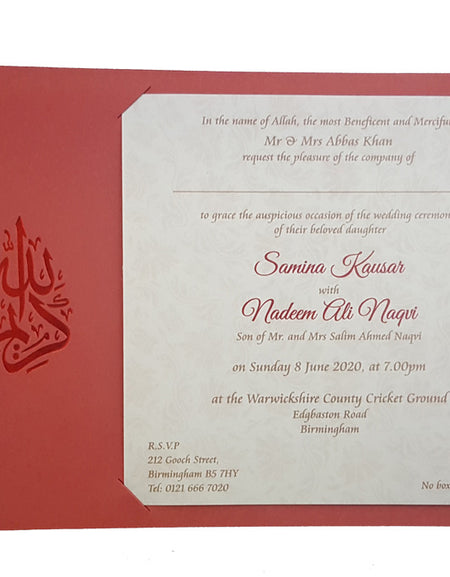 الله
كريم
In the name of Allah, the most Beneficent and Merciful
Mr & Mrs Abbas Khan
request the pleasure of the company of
to grace the auspicious occasion of the wedding ceremon
of their beloved daughter
Samina Kausar
with
Nadeem Ali Naqvi
Son of Mr. and Mrs Salim Ahmed Naqvi
on Sunday 8 June 2020, at 7.00pm
at the Warwickshire County Cricket Ground
Edgbaston Road
Birmingham
R.S.V.P
212 Gooch Street,
Birmingham B5 7HY
Tel: 0121 666 7020
No box